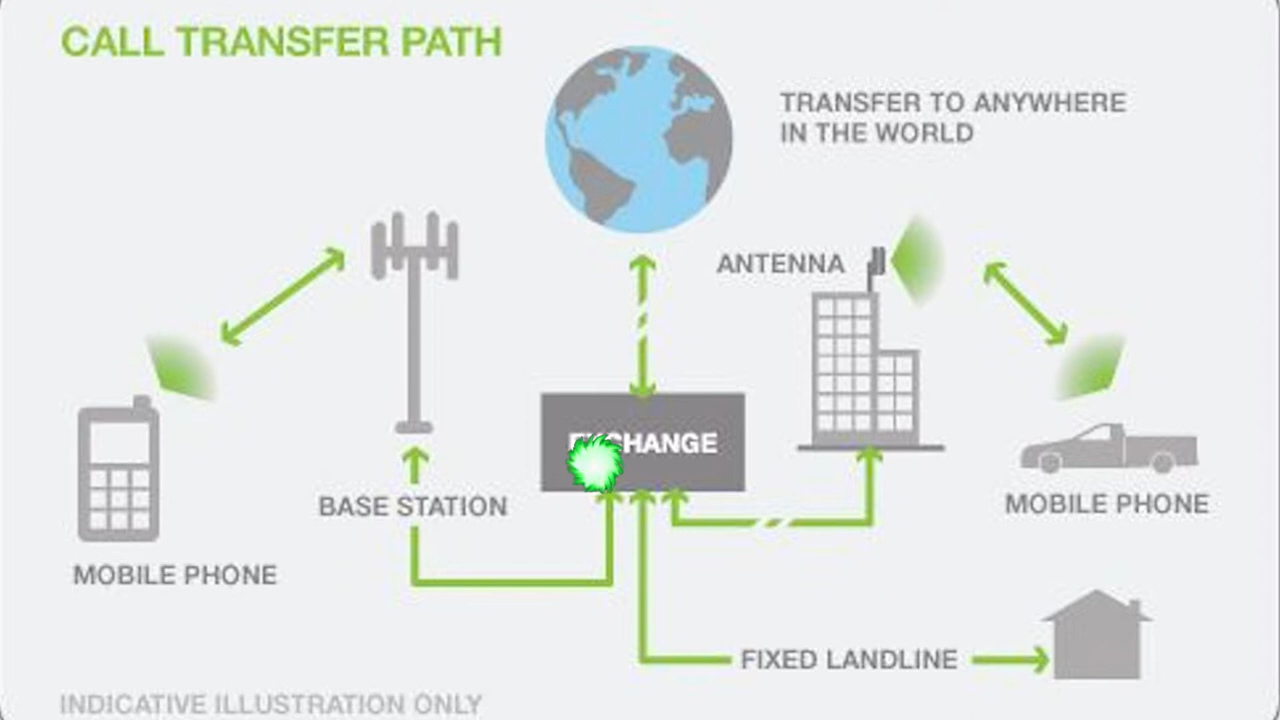 CALL TRANSFER PATH
TRANSFER TO ANYWHERE
IN THE WORLD
ANTENNA
BASE STATION
MOBILE PHONE
MOBILE PHONE
FIXED LANDLINE
INDICATIVE ILLUSTRATION ONLY